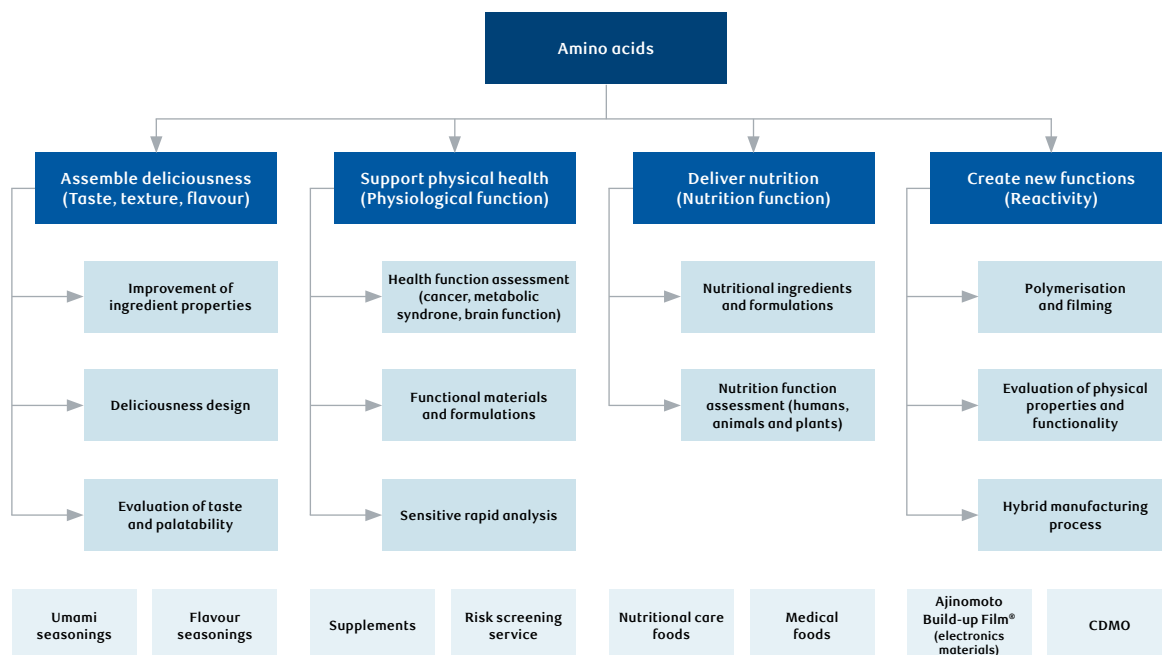 Amino acids
Assemble deliciousness
(Taste, texture, flavour)
Support physical health
(Physiological function)
Deliver nutrition
(Nutrition function)
Create new functions
(Reactivity)
Improvement of
ingredient properties
Health function assessment
(cancer, metabolic
syndrome, brain function)
Nutritional ingredients
and formulations
Polymerisation
and filming
Deliciousness design
Functional materials
and formulations
Nutrition function
assessment (humans,
animals and plants)
Evaluation of physical
properties and
functionality
Evaluation of taste
and palatability
Sensitive rapid analysis
Hybrid manufacturing
process
Umami
seasonings
Flavour
seasonings
Supplements
Risk screening
service
Nutritional care
foods
Medical
foods
Ajinomoto
Build-up Film®
(electronics
materials)
CDMO